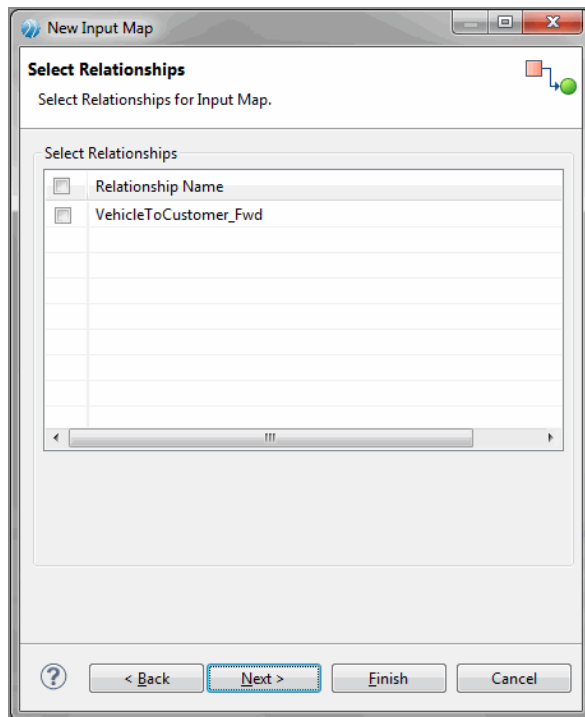 New Input Map
Select Relationships
Select Relationships for Input Map.
Select Relationships
Relationship Name
VehicleToCustomer_Fwd
?
< Back
Next >
Finish
Cancel